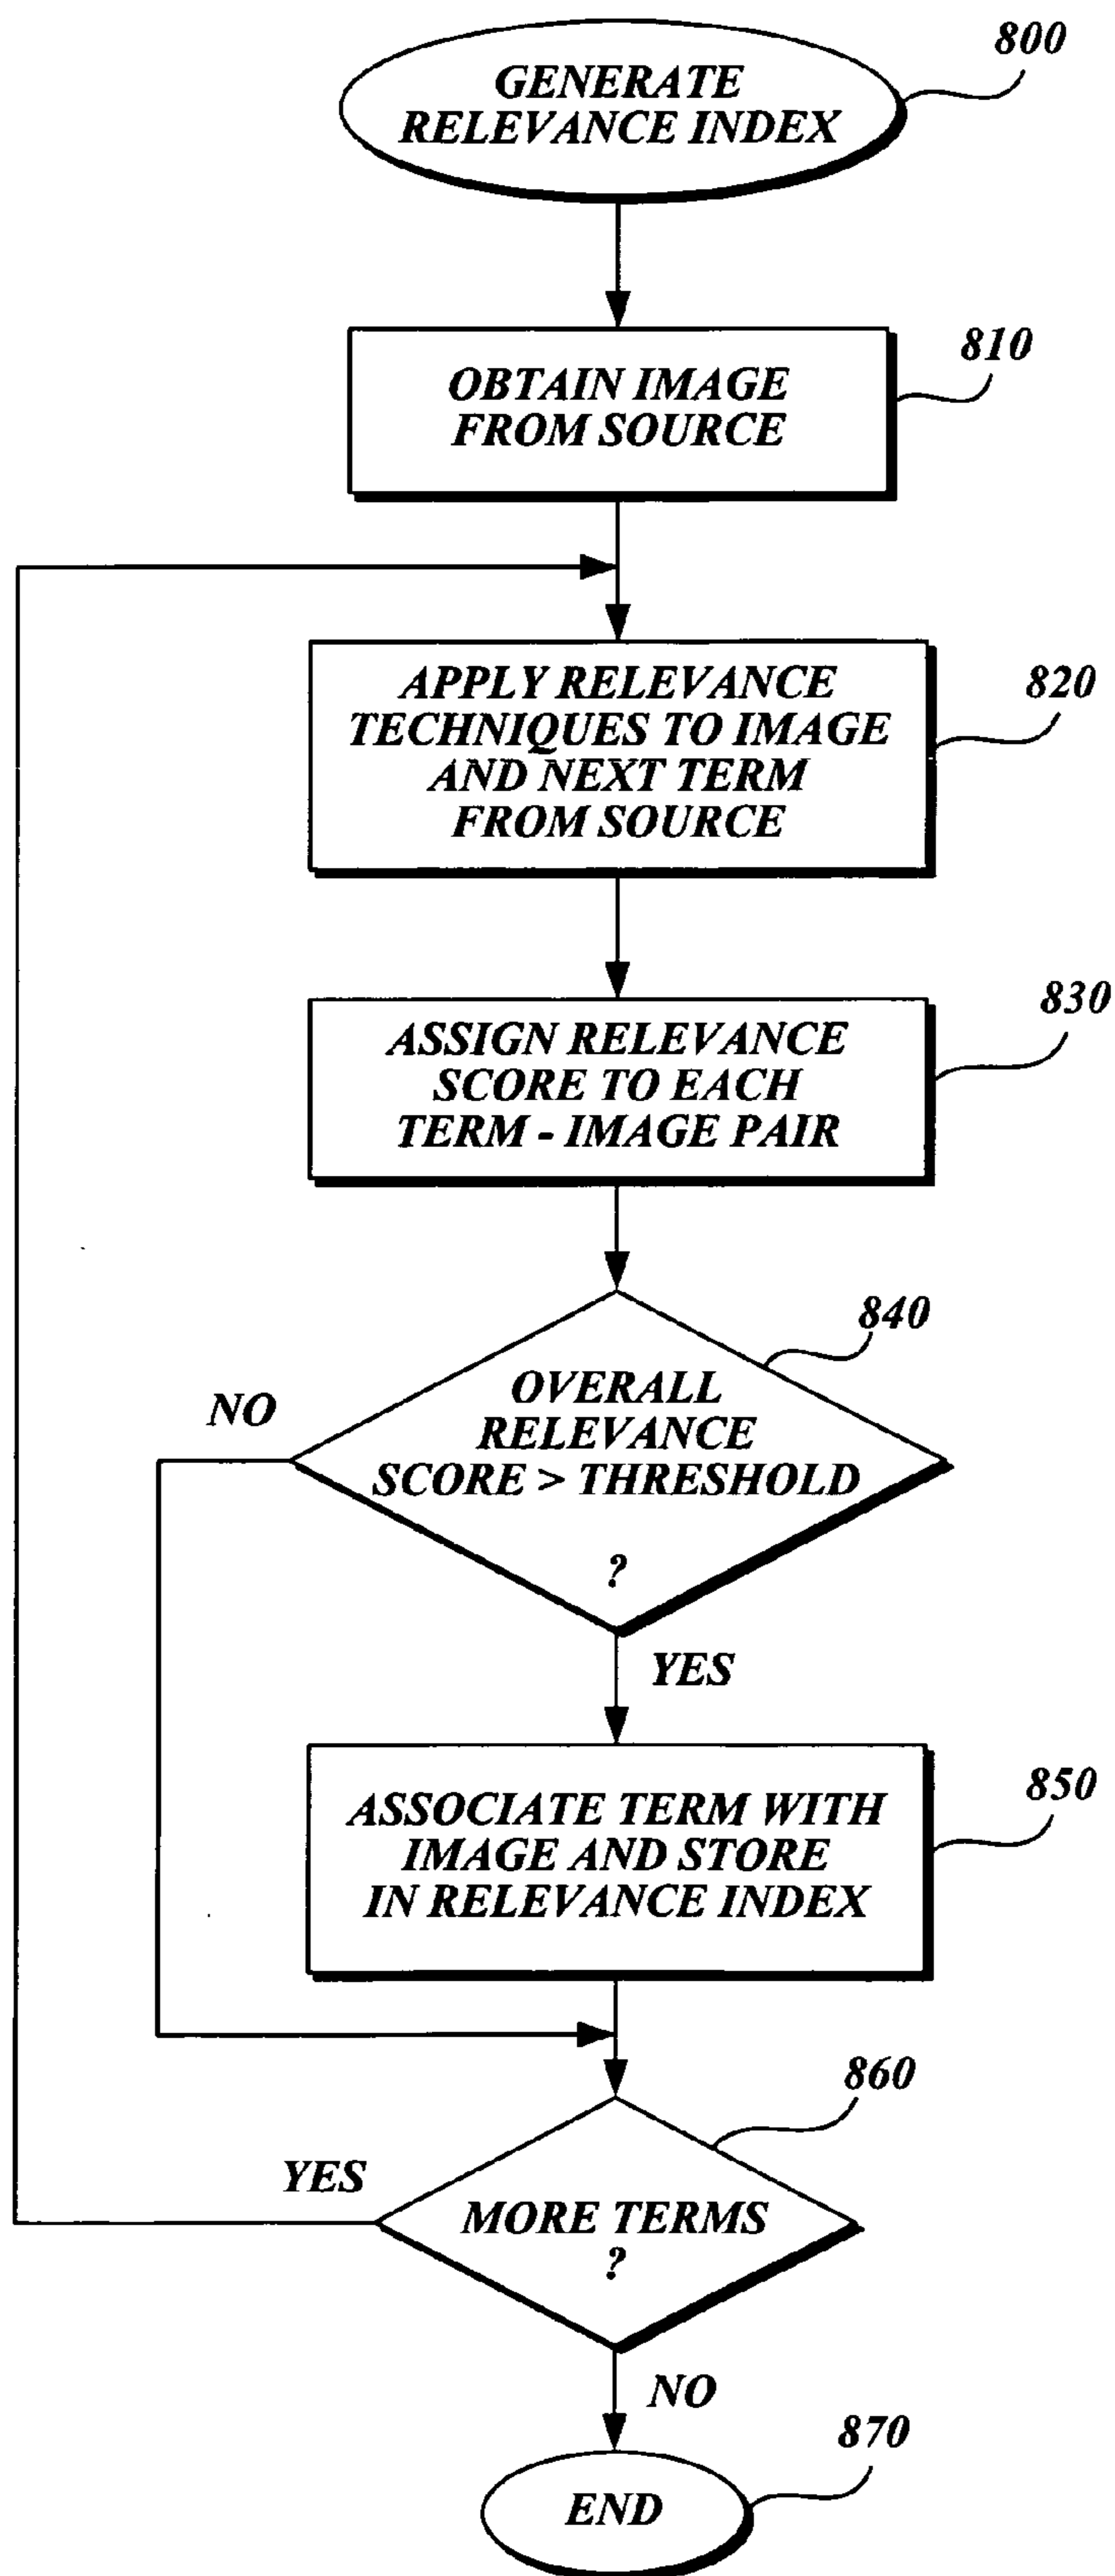 GENERATE
RELEVANCE INDEX
800
OBTAIN IMAGE
FROM SOURCE
810
APPLY RELEVANCE
TECHNIQUES TO IMAGE
AND NEXT TERM
FROM SOURCE
820
ASSIGN RELEVANCE
SCORE TO EACH
TERM - IMAGE PAIR
830
OVERALL
RELEVANCE
SCORE > THRESHOLD
?
840
NO
YES
ASSOCIATE TERM WITH
IMAGE AND STORE
IN RELEVANCE INDEX
850
MORE TERMS
?
860
YES
NO
END
870